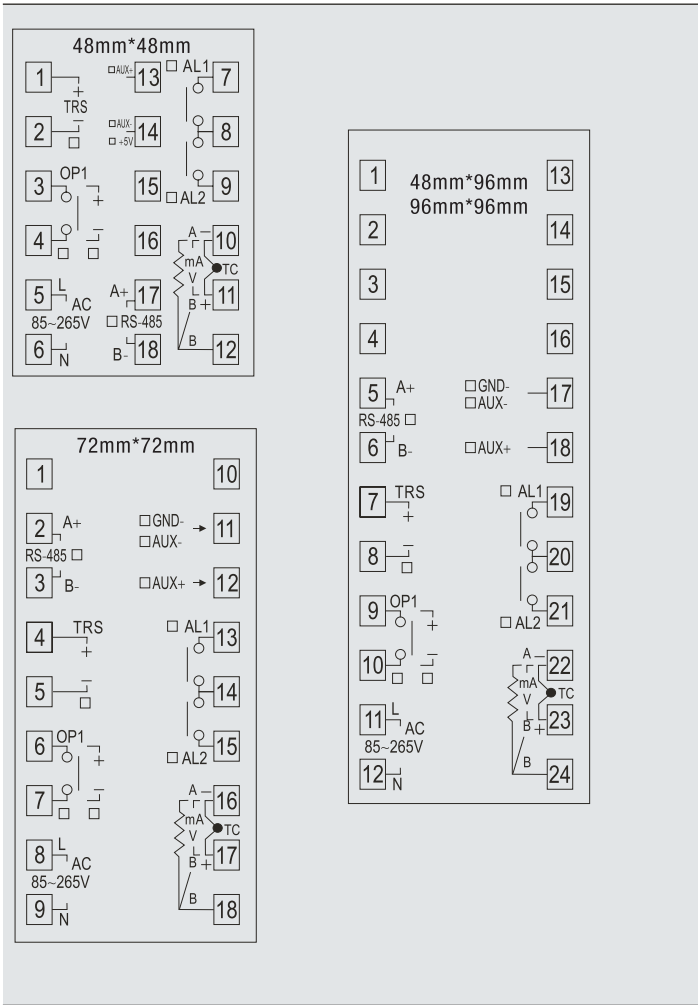 48mm*48mm
1 + □ AUX+ 13 □ AL1 7
TRS
2 − □ □ AUX- 14 8
□ +5V
3 OP1 + 15 9
□ AL2
4 − □ □ 16 A − 10
mA TC
V
5 L A+ 17 B + 11
AC
85~265V □ RS-485
6 N B- 18 B 12
72mm*72mm
1 10
2 A+ □ GND- 11
RS-485 □ □ AUX-
3 B- □ AUX+ 12
4 TRS □ AL1 13
+
5 − □ 14
6 OP1 + 15
□ AL2
7 − □ □ A − 16
mA TC
V
8 L B + 17
AC
85~265V
9 N B 18
48mm*96mm
96mm*96mm
1 13
2 14
3 15
4 16
5 A+ □ GND- 17
□ AUX-
RS-485 □
6 B- □ AUX+ 18
7 TRS □ AL1 19
+
8 − □ 20
9 OP1 + 21
□ AL2
10 − □ □ A − 22
mA TC
V
11 L B + 23
AC
85~265V
12 N B 24